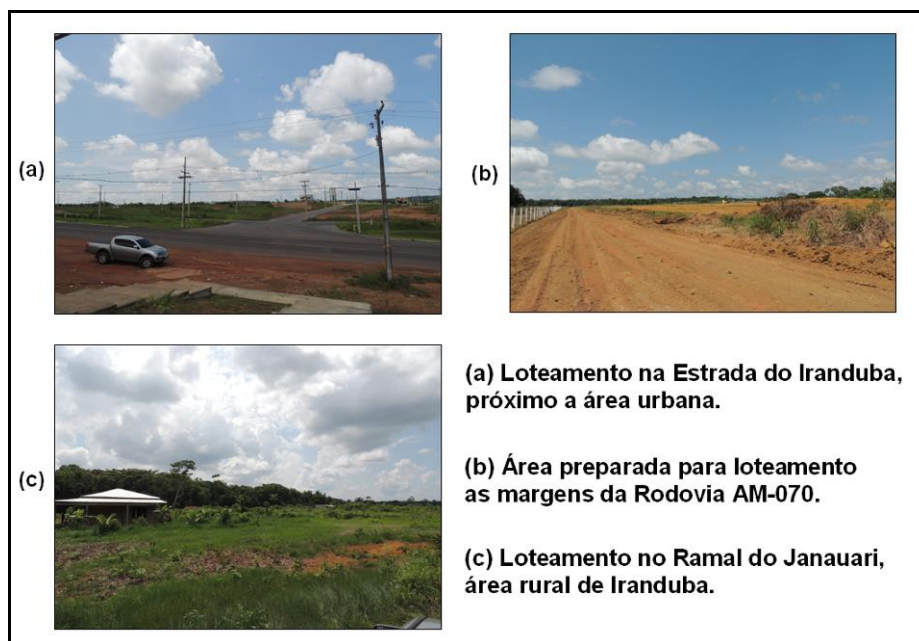 (a)
(b)
(c)
(a) Loteamento na Estrada do Iranduba,
próximo a área urbana.
(b) Área preparada para loteamento
as margens da Rodovia AM-070.
(c) Loteamento no Ramal do Janauari,
área rural de Iranduba.